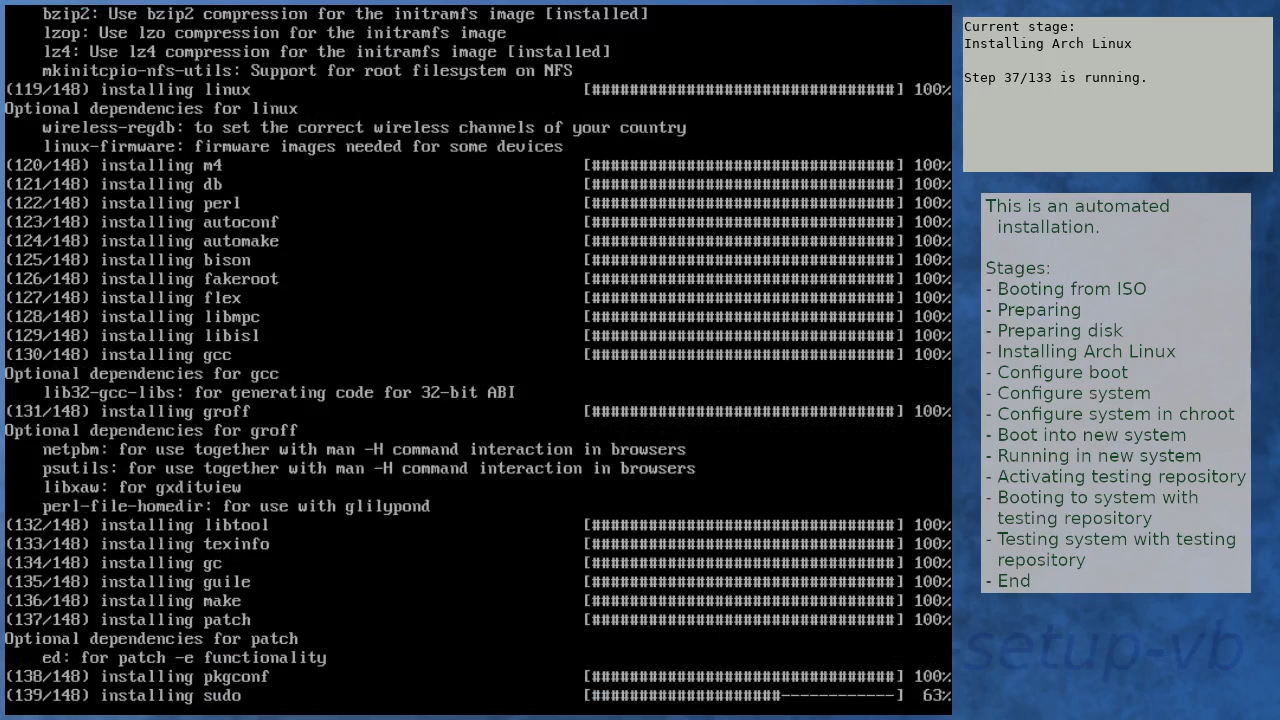 bzip2: Use bzip2 compression for the initramfs image [installed]
lzop: Use lzo compression for the initramfs image
lz4: Use lz4 compression for the initramfs image [installed]
mkinitcpio-nfs-utils: Support for root filesystem on NFS
(119/148) installing linux [################################] 100%
Optional dependencies for linux
wireless-regdb: to set the correct wireless channels of your country
linux-firmware: firmware images needed for some devices
(120/148) installing m4 [################################] 100%
(121/148) installing db [################################] 100%
(122/148) installing perl [################################] 100%
(123/148) installing autoconf [################################] 100%
(124/148) installing automake [################################] 100%
(125/148) installing bison [################################] 100%
(126/148) installing fakeroot [################################] 100%
(127/148) installing flex [################################] 100%
(128/148) installing libmpc [################################] 100%
(129/148) installing libisl [################################] 100%
(130/148) installing gcc [################################] 100%
Optional dependencies for gcc
lib32-gcc-libs: for generating code for 32-bit ABI
(131/148) installing groff [################################] 100%
Optional dependencies for groff
netpbm: for use together with man -H command interaction in browsers
psutils: for use together with man -H command interaction in browsers
libxaw: for gxditview
perl-file-homedir: for use with glilypond
(132/148) installing libtool [################################] 100%
(133/148) installing texinfo [################################] 100%
(134/148) installing gc [################################] 100%
(135/148) installing guile [################################] 100%
(136/148) installing make [################################] 100%
(137/148) installing patch [################################] 100%
Optional dependencies for patch
ed: for patch -e functionality
(138/148) installing pkgconf [################################] 100%
(139/148) installing sudo [####################------------] 63%
Current stage:
Installing Arch Linux
Step 37/133 is running.
This is an automated
installation.
Stages:
- Booting from ISO
- Preparing
- Preparing disk
- Installing Arch Linux
- Configure boot
- Configure system
- Configure system in chroot
- Boot into new system
- Running in new system
- Activating testing repository
- Booting to system with
testing repository
- Testing system with testing
repository
- End
setup-vb